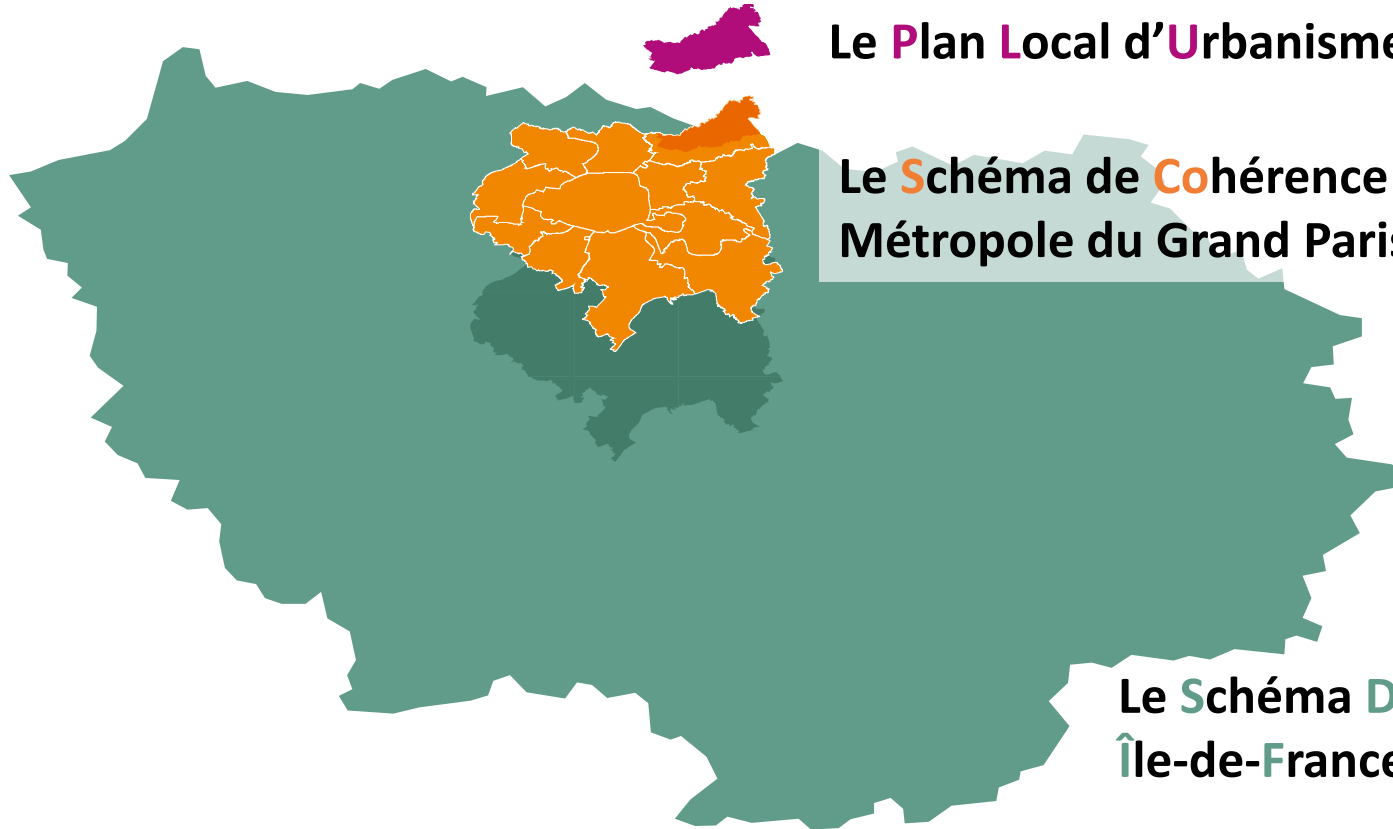 Le Plan Local d’Urbanisme
Le Schéma de Cohérence
Métropole du Grand Paris
Le Schéma D
Île-de-France